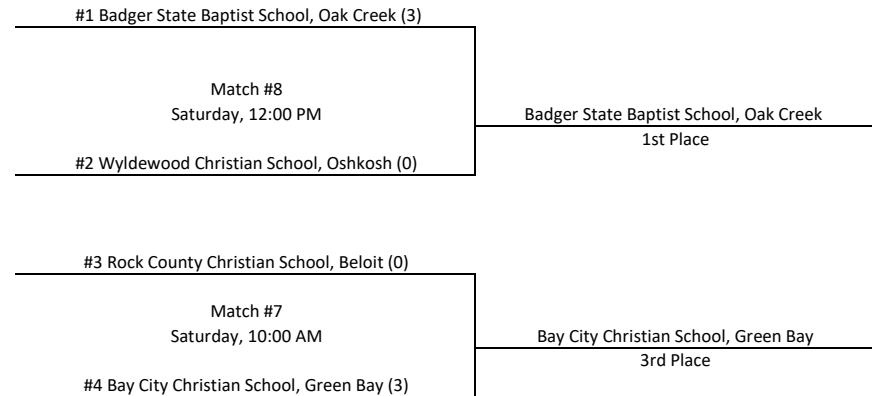 #1 Badger State Baptist School, Oak Creek (3)
Match #8
Saturday, 12:00 PM
Badger State Baptist School, Oak Creek
1st Place
#2 Wyldewood Christian School, Oshkosh (0)
#3 Rock County Christian School, Beloit (0)
Match #7
Saturday, 10:00 AM
Bay City Christian School, Green Bay
3rd Place
#4 Bay City Christian School, Green Bay (3)